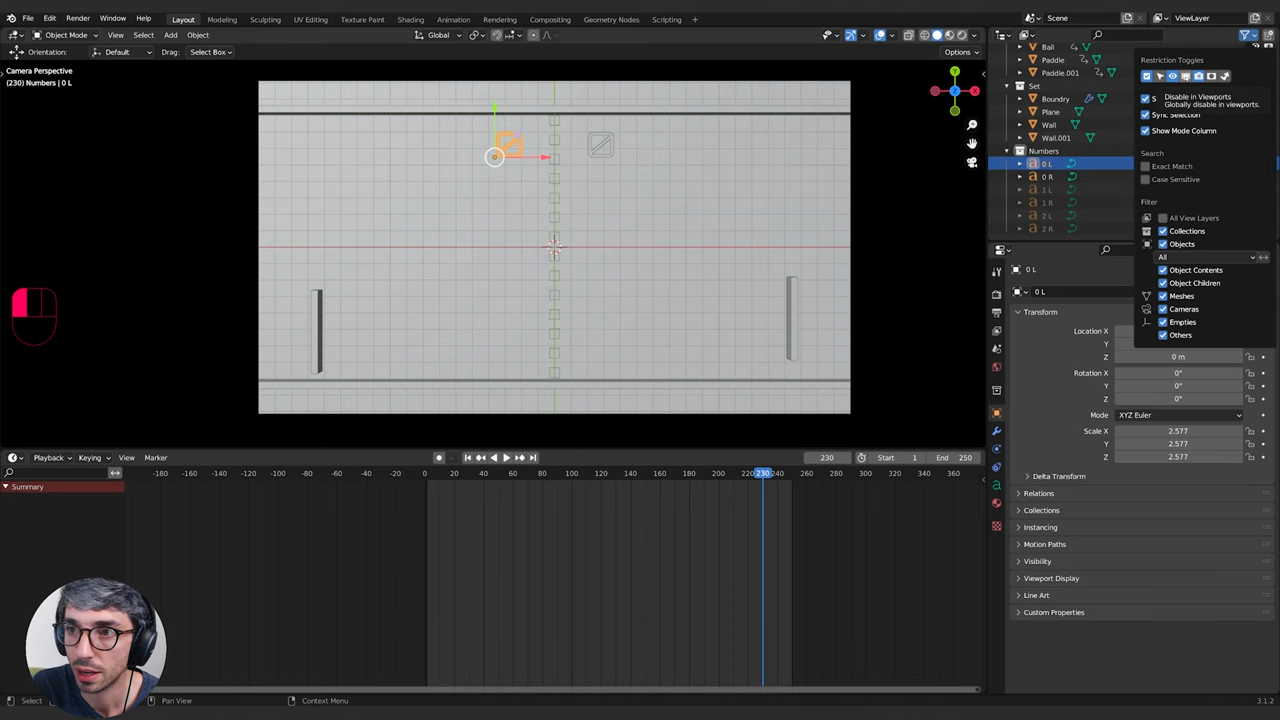 File Edit Render Window Help Layout Modeling Sculpting UV Editing Texture Paint Shading Animation Rendering Compositing Geometry Nodes Scripting + Scene ViewLayer
Object Mode View Select Add Object Global
Orientation: Default Drag: Select Box Options
Camera Perspective
(230) Numbers | 0 L
Y
X
Z
Ball
Paddle
Paddle.001
Set
Boundry
Plane
Wall
Wall.001
Numbers
0 L
0 R
1 L
1 R
2 L
2 R
Restriction Toggles
S
Disable in Viewports
Globally disable in viewports.
Sync Selection
Show Mode Column
Search
Exact Match
Case Sensitive
Filter
All View Layers
Collections
Objects
All
Object Contents
Object Children
Meshes
Cameras
Empties
Others
0 L
0 L
Transform
Location X
Y
Z 0 m
Rotation X 0°
Y 0°
Z 0°
Mode XYZ Euler
Scale X 2.577
Y 2.577
Z 2.577
Delta Transform
Relations
Collections
Instancing
Motion Paths
Visibility
Viewport Display
Line Art
Custom Properties
Playback Keying View Marker 230 Start 1 End 250
-180 -160 -140 -120 -100 -80 -60 -40 -20 0 20 40 60 80 100 120 140 160 180 200 220 230 240 260 280 300 320 340 360
Summary
Select Pan View Context Menu 3.1.2